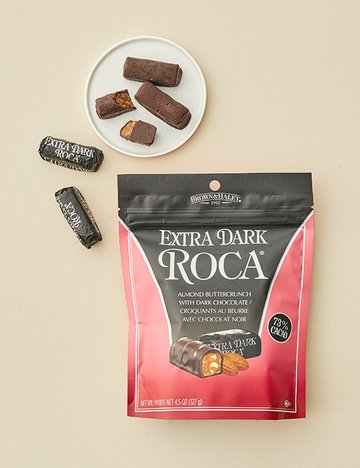 EXTRA DARK
ROCA
ROCA
BROWN & HALEY
1912
EXTRA DARK
ROCA®
ALMOND BUTTERCRUNCH
WITH DARK CHOCOLATE /
CROQUANTS AU BEURRE
AVEC CHOCOLAT NOIR
73%
CACAO
EXTRA DARK
ROCA
NET WT / POIDS NET 4.5 OZ (127 g)